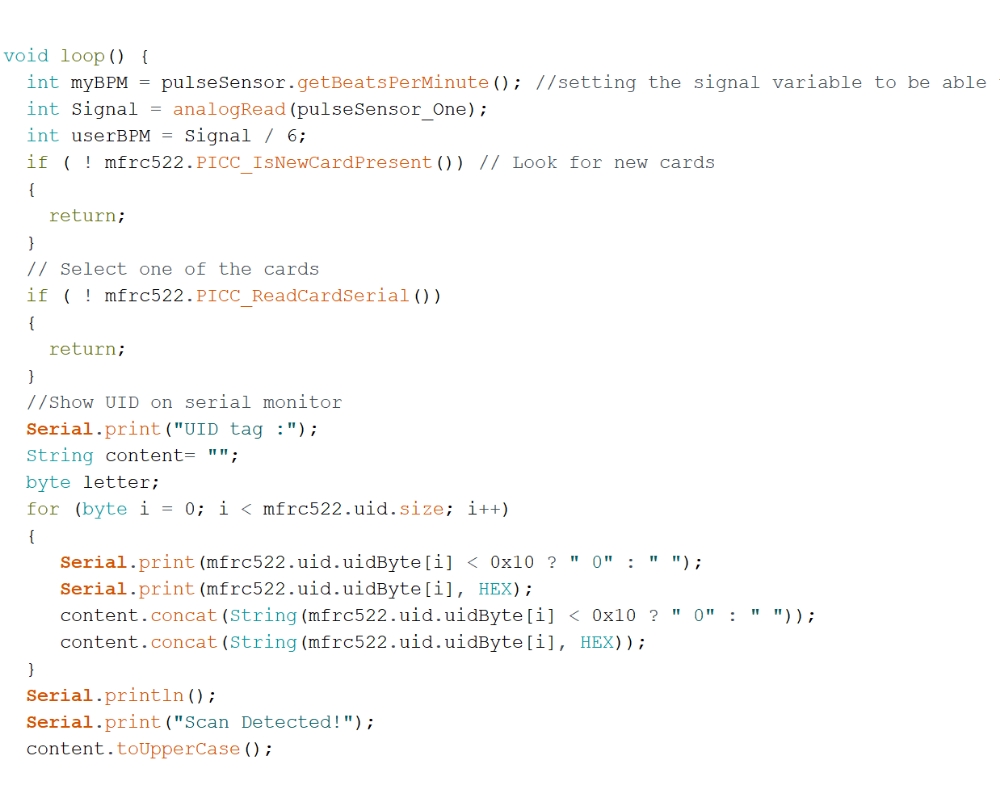 void loop() {
  int myBPM = pulseSensor.getBeatsPerMinute(); //setting the signal variable to be able
  int Signal = analogRead(pulseSensor_One);
  int userBPM = Signal / 6;
  if ( ! mfrc522.PICC_IsNewCardPresent()) // Look for new cards
  {
    return;
  }
  // Select one of the cards
  if ( ! mfrc522.PICC_ReadCardSerial())
  {
    return;
  }
  //Show UID on serial monitor
  Serial.print("UID tag :");
  String content= "";
  byte letter;
  for (byte i = 0; i < mfrc522.uid.size; i++)
  {
     Serial.print(mfrc522.uid.uidByte[i] < 0x10 ? " 0" : " ");
     Serial.print(mfrc522.uid.uidByte[i], HEX);
     content.concat(String(mfrc522.uid.uidByte[i] < 0x10 ? " 0" : " "));
     content.concat(String(mfrc522.uid.uidByte[i], HEX));
  }
  Serial.println();
  Serial.print("Scan Detected!");
  content.toUpperCase();